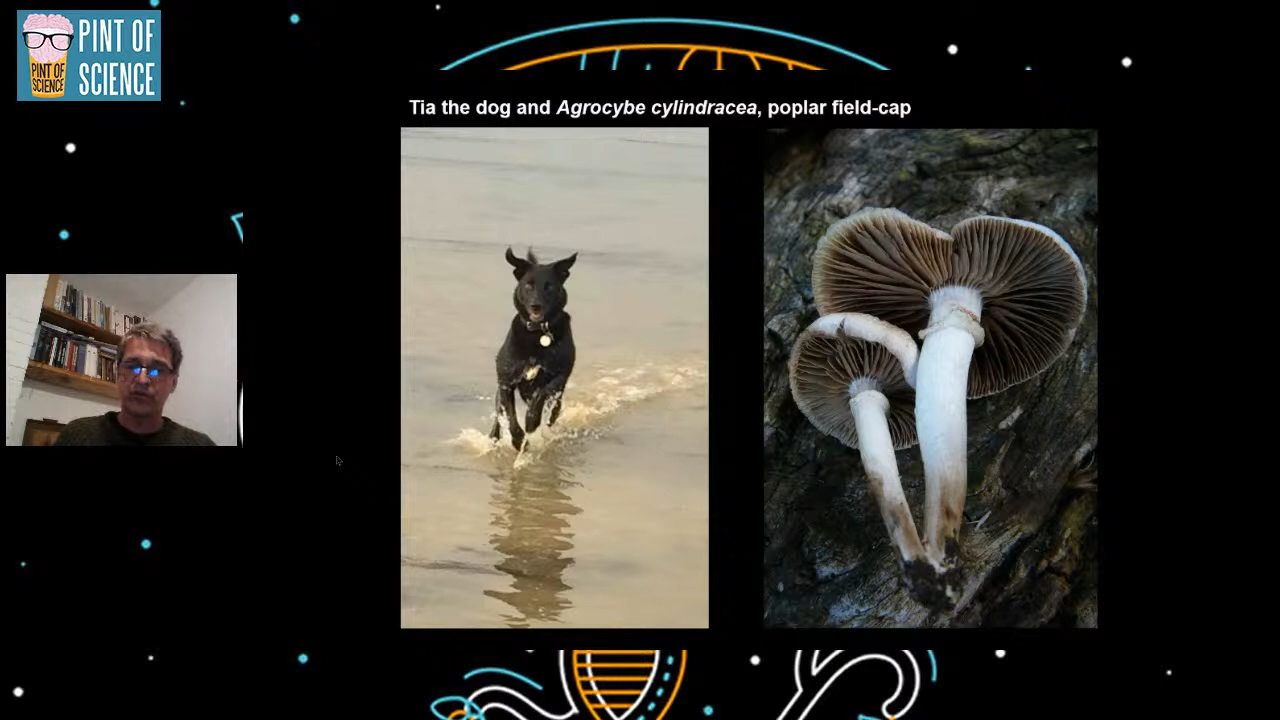 PINT OF
SCIENCE
PINT OF
SCIENCE
Tia the dog and Agrocybe cylindracea, poplar field-cap